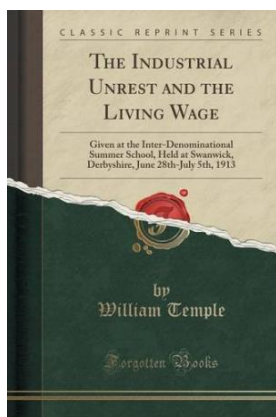 CLASSIC REPRINT SERIES
THE INDUSTRIAL
UNREST AND THE
LIVING WAGE
Given at the Inter-Denominational
Summer School, Held at Swanwick,
Derbyshire, June 28th-July 5th, 1913
by
William Temple
Forgotten Books